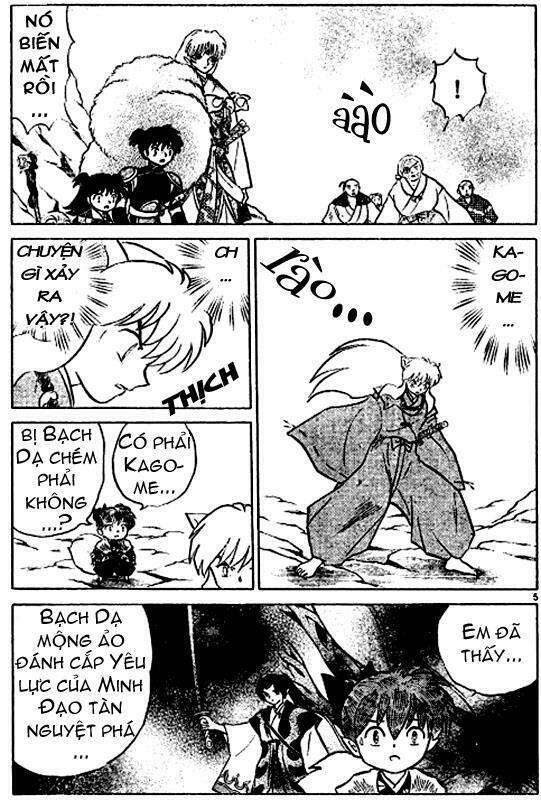 !
NÓ
BIẾN
MẤT
RỒI
...
ÀÀO
KA-
GO-
ME
...
RÀO...
CH
...
CHUYỆN
GÌ XẢY
RA
VẬY?!
THỊCH
CÓ PHẢI
KAGO-
ME...
BỊ BẠCH
DẠ CHÉM
PHẢI
KHÔNG
...?
5
EM ĐÃ
THẤY...
BẠCH DẠ
MỘNG ẢO
ĐÁNH CẮP YÊU
LỰC CỦA MINH
ĐẠO TÀN
NGUYỆT PHÁ
...